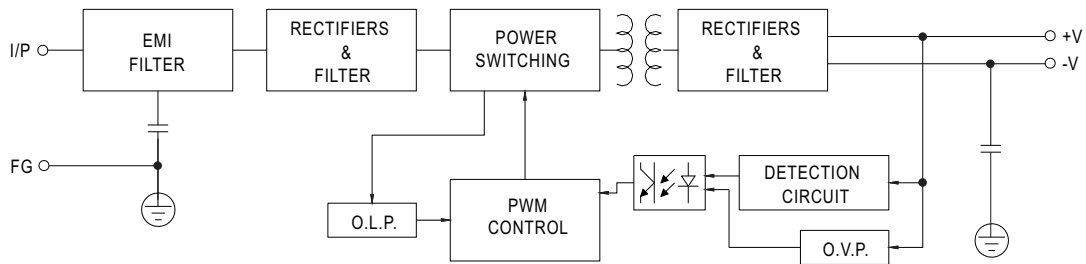 I/P
EMI
FILTER
RECTIFIERS
&
FILTER
POWER
SWITCHING
RECTIFIERS
&
FILTER
+V
-V
FG
O.L.P.
PWM
CONTROL
DETECTION
CIRCUIT
O.V.P.